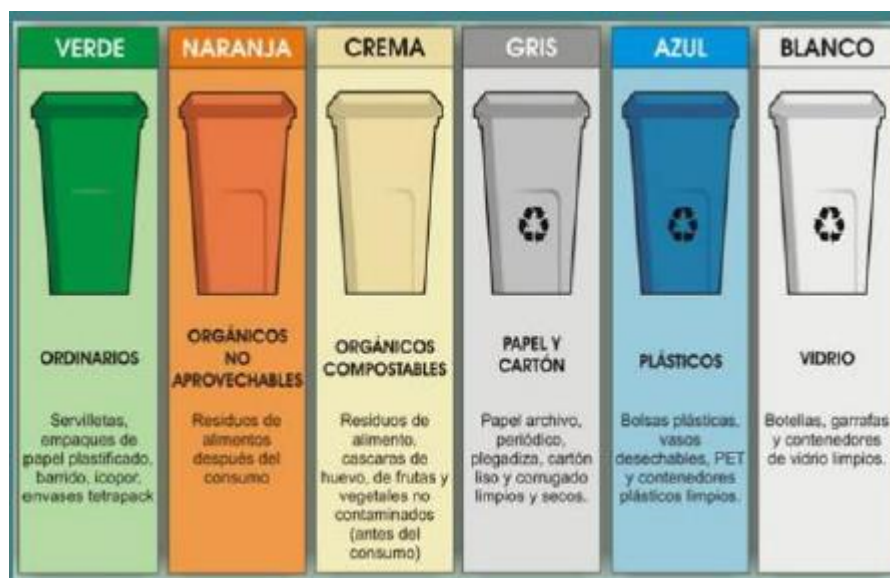 VERDE
ORDINARIOS
Servilletas,
empaques de
papel plastificado,
barrido, icopor,
envases tetrapack
NARANJA
ORGÁNICOS
NO
APROVECHABLES
Residuos de
alimentos
después del
consumo
CREMA
ORGÁNICOS
COMPOSTABLES
Residuos de
alimento,
cascaras de
huevo, de frutas y
vegetales no
contaminados
(antes del
consumo)
GRIS
PAPEL Y
CARTÓN
Papel archivo,
periódico,
plegadiza, cartón
liso y corrugado
limpios y secos.
AZUL
PLÁSTICOS
Bolsas plásticas,
vasos
desechables, PET
y contenedores
plásticos limpios.
BLANCO
VIDRIO
Botellas, garrafas
y contenedores
de vidrio limpios.